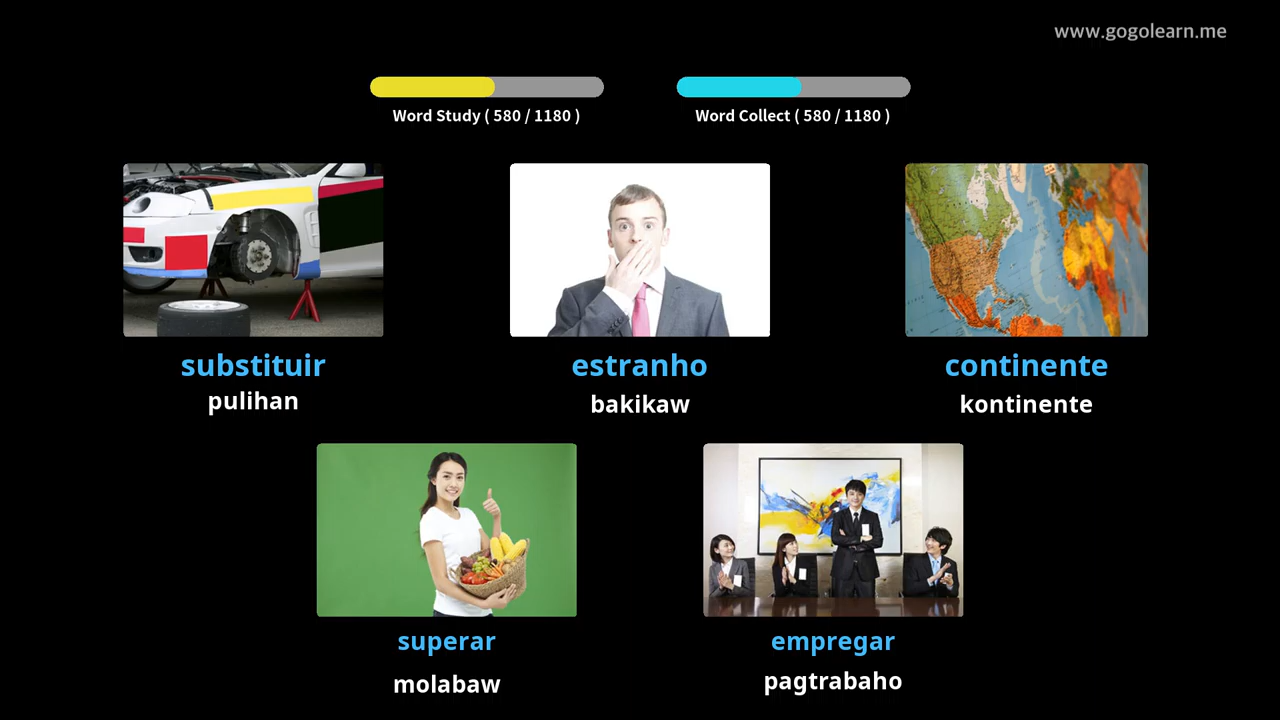 www.gogolearn.me
Word Study ( 580 / 1180 )
Word Collect ( 580 / 1180 )
substituir
pulihan
estranho
bakikaw
continente
kontinente
superar
molabaw
empregar
pagtrabaho